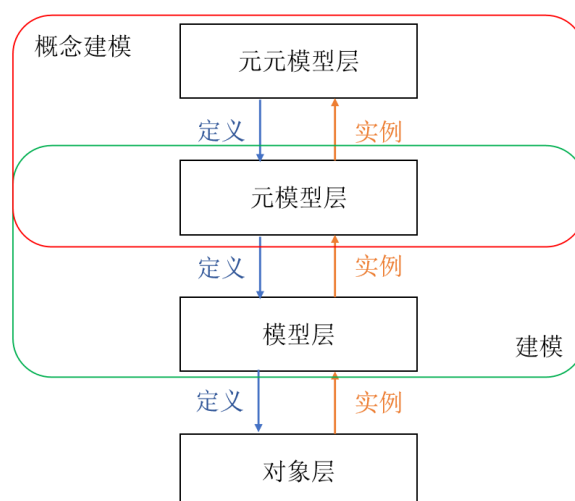 概念建模
元元模型层
定义
实例
元模型层
定义
实例
模型层
建模
定义
实例
对象层